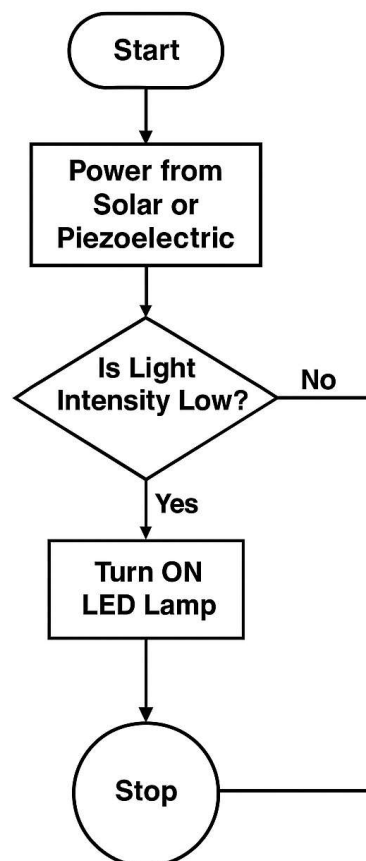 Start
Power from
Solar or
Piezoelectric
Is Light
Intensity Low?
No
Yes
Turn ON
LED Lamp
Stop